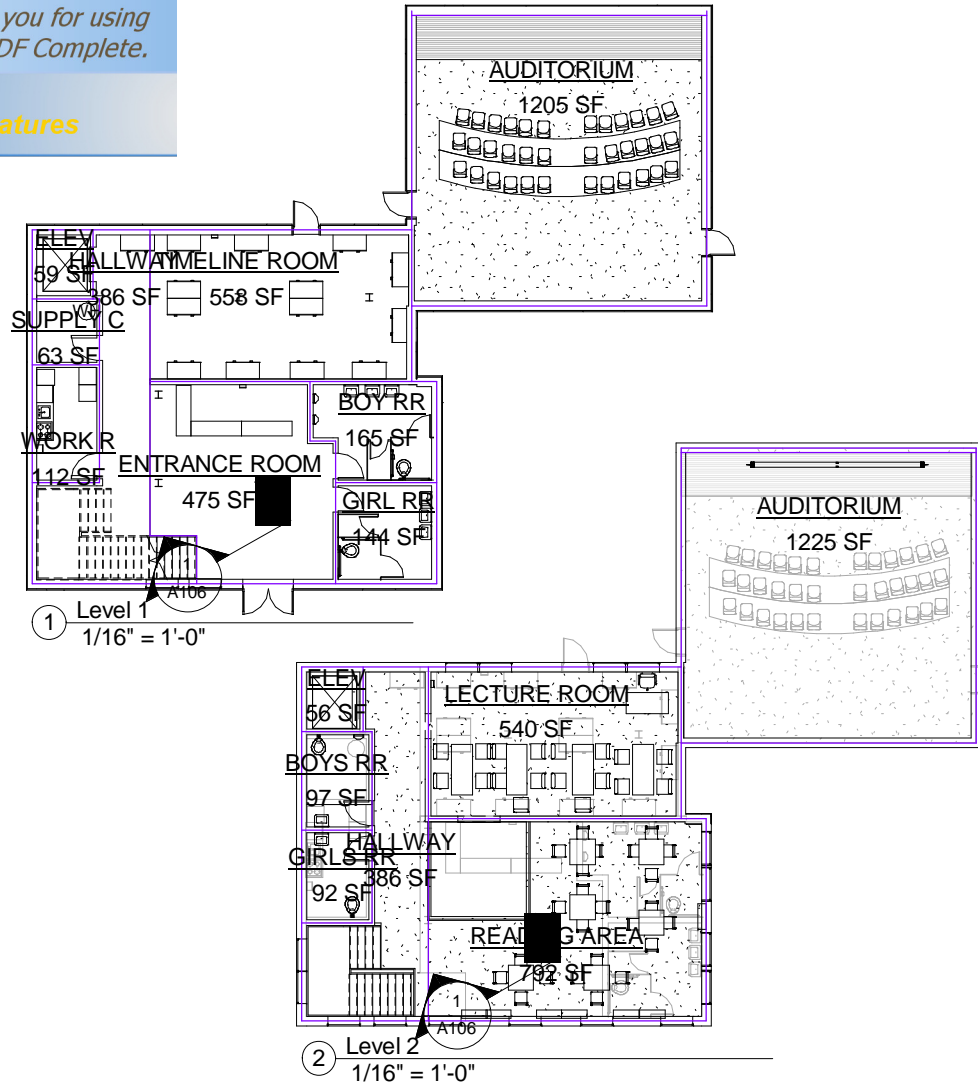 you for using
DF Complete.
atures
AUDITORIUM
1205 SF
ELEV
59 SF
HALLWAY
386 SF
TIMELINE ROOM
558 SF
SUPPLY C
63 SF
WORK R
112 SF
ENTRANCE ROOM
475 SF
BOY RR
165 SF
GIRL RR
144 SF
1
A106
1
Level 1
1/16" = 1'-0"
AUDITORIUM
1225 SF
ELEV
56 SF
LECTURE ROOM
540 SF
BOYS RR
97 SF
HALLWAY
386 SF
GIRLS RR
92 SF
READING AREA
792 SF
1
A106
2
Level 2
1/16" = 1'-0"